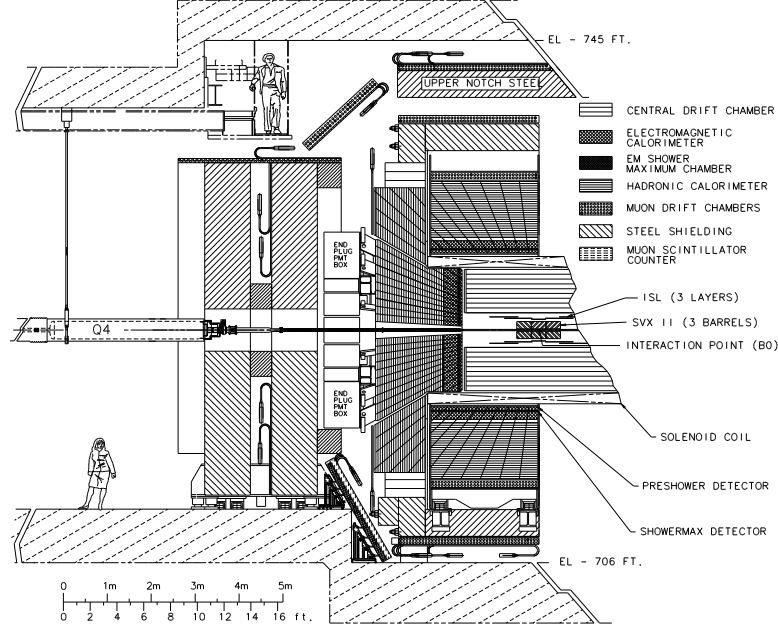 EL - 745 FT.
UPPER NOTCH STEEL
CENTRAL DRIFT CHAMBER
ELECTROMAGNETIC
CALORIMETER
EM SHOWER
MAXIMUM CHAMBER
HADRONIC CALORIMETER
MUON DRIFT CHAMBERS
STEEL SHIELDING
MUON SCINTILLATOR
COUNTER
END
PLUG
PMT
BOX
ISL (3 LAYERS)
SVX II (3 BARRELS)
Q4
INTERACTION POINT (B0)
END
PLUG
PMT
BOX
SOLENOID COIL
PRESHOWER DETECTOR
SHOWERMAX DETECTOR
EL - 706 FT.
0 1m 2m 3m 4m 5m
0 2 4 6 8 10 12 14 16 ft.